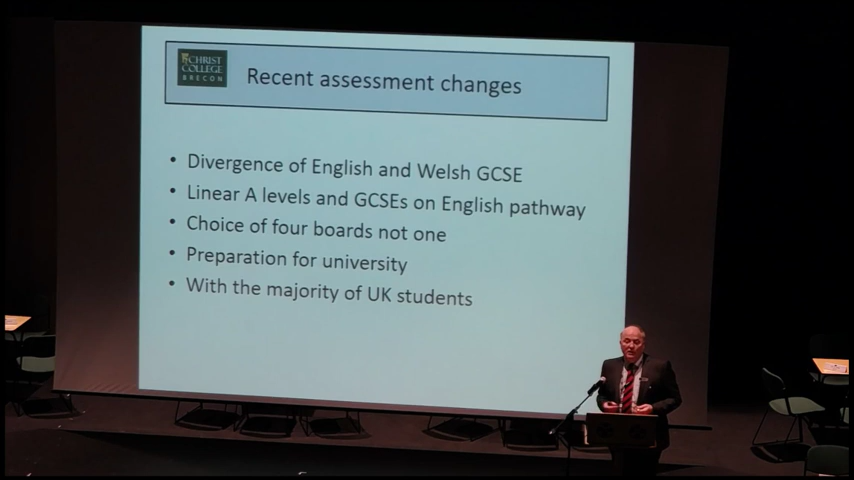 CHRIST
COLLEGE
BRECON
Recent assessment changes
• Divergence of English and Welsh GCSE
• Linear A levels and GCSEs on English pathway
• Choice of four boards not one
• Preparation for university
• With the majority of UK students